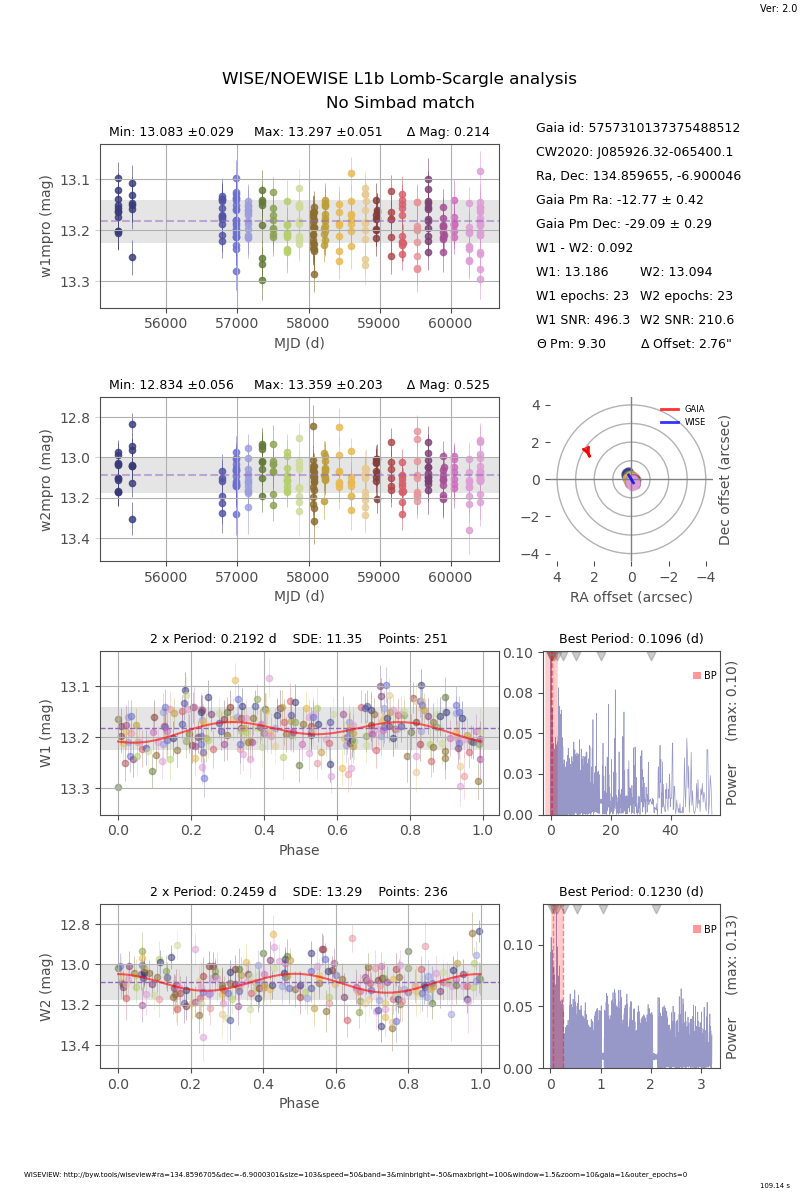 Ver: 2.0
WISE/NOEWISE L1b Lomb-Scargle analysis
No Simbad match
Min: 13.083 ±0.029 Max: 13.297 ±0.051 Δ Mag: 0.214
13.1
13.2
13.3
w1mpro (mag)
56000 57000 58000 59000 60000
MJD (d)
Gaia id: 5757310137375488512
CW2020: J085926.32-065400.1
Ra, Dec: 134.859655, -6.900046
Gaia Pm Ra: -12.77 ± 0.42
Gaia Pm Dec: -29.09 ± 0.29
W1 - W2: 0.092
W1: 13.186 W2: 13.094
W1 epochs: 23 W2 epochs: 23
W1 SNR: 496.3 W2 SNR: 210.6
Θ Pm: 9.30 Δ Offset: 2.76"
Min: 12.834 ±0.056 Max: 13.359 ±0.203 Δ Mag: 0.525
12.8
13.0
13.2
13.4
w2mpro (mag)
56000 57000 58000 59000 60000
MJD (d)
GAIA
WISE
4
2
0
−2
−4
4 2 0 −2 −4
RA offset (arcsec)
Dec offset (arcsec)
2 x Period: 0.2192 d SDE: 11.35 Points: 251
13.1
13.2
13.3
W1 (mag)
0.0 0.2 0.4 0.6 0.8 1.0
Phase
Best Period: 0.1096 (d)
BP
0.10
0.08
0.05
0.03
0.00
0 20 40
Power (max: 0.10)
2 x Period: 0.2459 d SDE: 13.29 Points: 236
12.8
13.0
13.2
13.4
W2 (mag)
0.0 0.2 0.4 0.6 0.8 1.0
Phase
Best Period: 0.1230 (d)
BP
0.10
0.05
0.00
0 1 2 3
Power (max: 0.13)
WISEVIEW: http://byw.tools/wiseview#ra=134.8596705&dec=-6.9000301&size=103&speed=50&band=3&minbright=-50&maxbright=100&window=1.5&zoom=10&gaia=1&outer_epochs=0
109.14 s